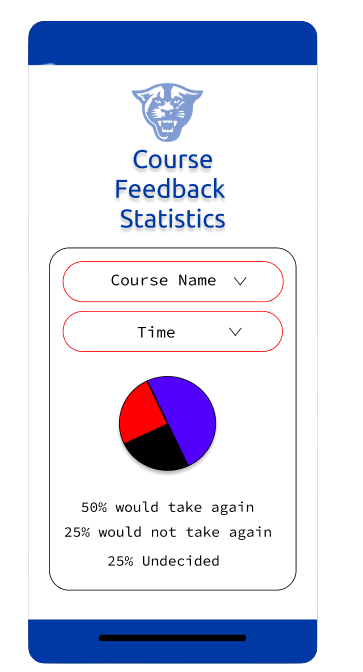 Course
Feedback
Statistics
Course Name
Time
50% would take again
25% would not take again
25% Undecided